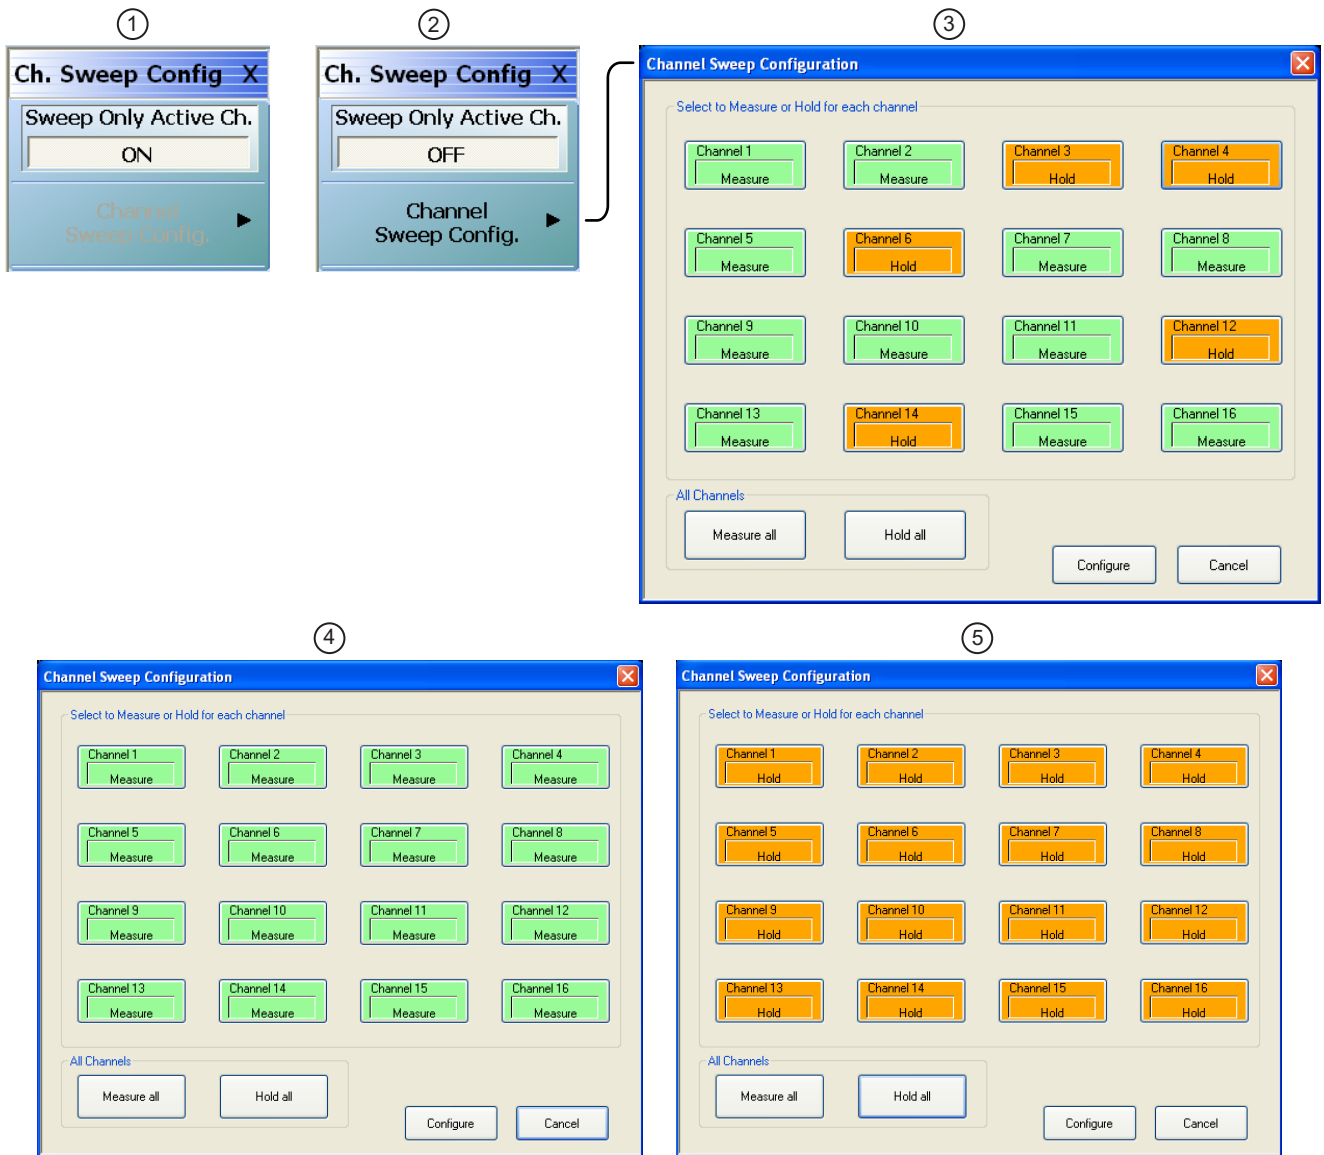 1
2
3
Ch. Sweep Config X
Sweep Only Active Ch.
ON
Channel
Sweep Config.
Ch. Sweep Config X
Sweep Only Active Ch.
OFF
Channel
Sweep Config.
Channel Sweep Configuration
Select to Measure or Hold for each channel
Channel 1
Measure
Channel 2
Measure
Channel 3
Hold
Channel 4
Hold
Channel 5
Measure
Channel 6
Hold
Channel 7
Measure
Channel 8
Measure
Channel 9
Measure
Channel 10
Measure
Channel 11
Measure
Channel 12
Hold
Channel 13
Measure
Channel 14
Hold
Channel 15
Measure
Channel 16
Measure
All Channels
Measure all
Hold all
Configure
Cancel
4
Channel Sweep Configuration
Select to Measure or Hold for each channel
Channel 1
Measure
Channel 2
Measure
Channel 3
Measure
Channel 4
Measure
Channel 5
Measure
Channel 6
Measure
Channel 7
Measure
Channel 8
Measure
Channel 9
Measure
Channel 10
Measure
Channel 11
Measure
Channel 12
Measure
Channel 13
Measure
Channel 14
Measure
Channel 15
Measure
Channel 16
Measure
All Channels
Measure all
Hold all
Configure
Cancel
5
Channel Sweep Configuration
Select to Measure or Hold for each channel
Channel 1
Hold
Channel 2
Hold
Channel 3
Hold
Channel 4
Hold
Channel 5
Hold
Channel 6
Hold
Channel 7
Hold
Channel 8
Hold
Channel 9
Hold
Channel 10
Hold
Channel 11
Hold
Channel 12
Hold
Channel 13
Hold
Channel 14
Hold
Channel 15
Hold
Channel 16
Hold
All Channels
Measure all
Hold all
Configure
Cancel